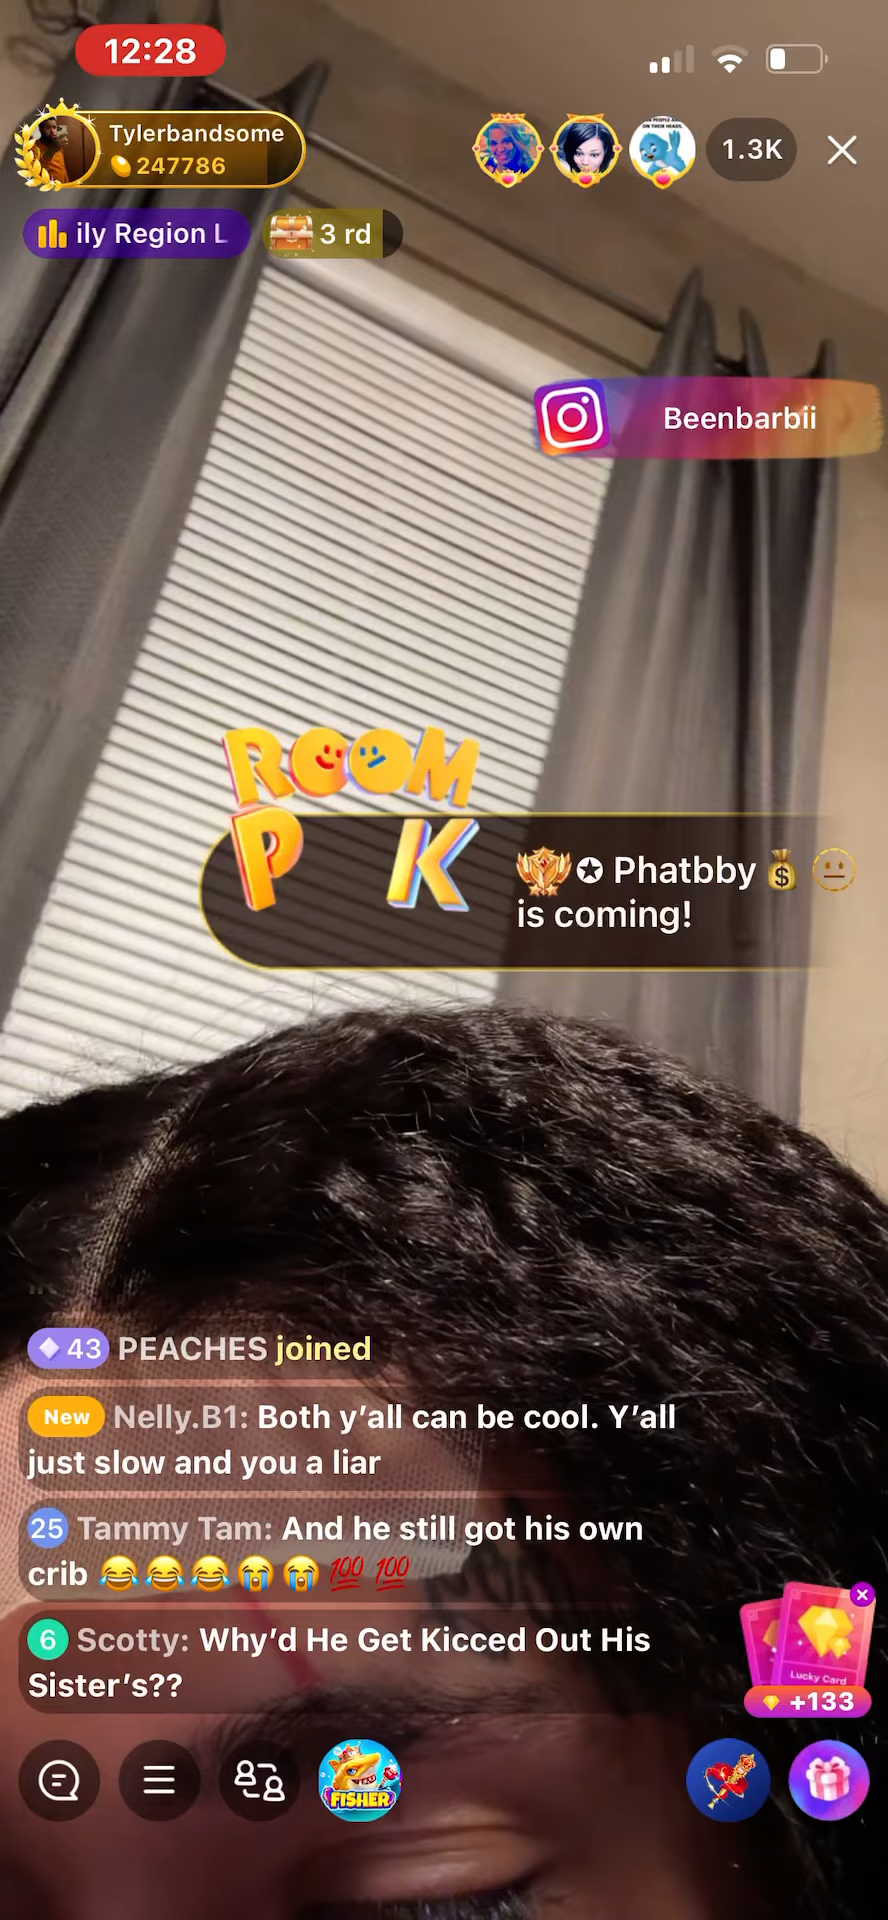 12:28
Tylerbandsome
247786
1.3K
ily Region L
3 rd
Beenbarbii
ROOM
P K
Phatbby
is coming!
43 PEACHES joined
New Nelly.B1: Both y'all can be cool. Y'all
just slow and you a liar
25 Tammy Tam: And he still got his own
crib 😂😂😂😭😭💯💯
6 Scotty: Why'd He Get Kicced Out His
Sister's??
Lucky Card
+133
FISHER